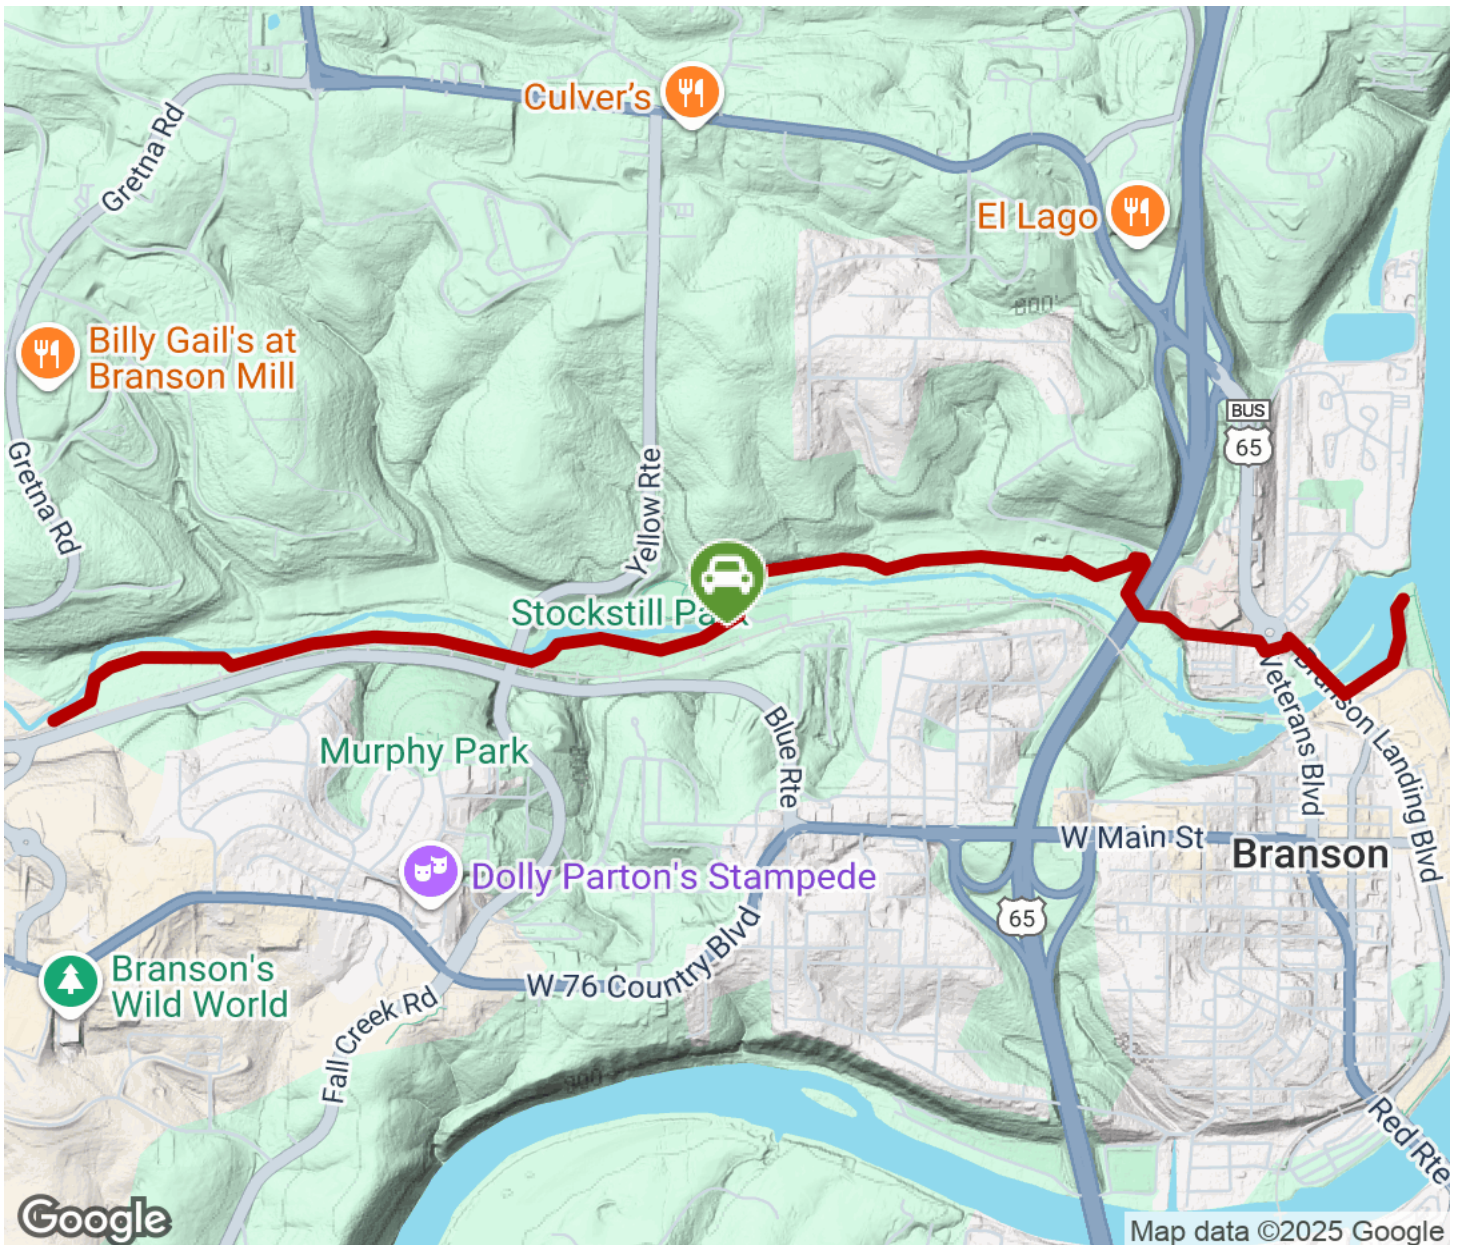 Culver's
Gretna Rd
El Lago
800'
Billy Gail's at
Branson Mill
BUS
65
Gretna Rd
Yellow Rte
Stockstill Pa
Branson Landing Blvd
Veterans Blvd
Murphy Park
Blue Rte
W Main St
Branson
Dolly Parton's Stampede
65
W 76 Country Blvd
Branson's
Wild World
Fall Creek Rd
800
Red Rte
Google
Map data ©2025 Google